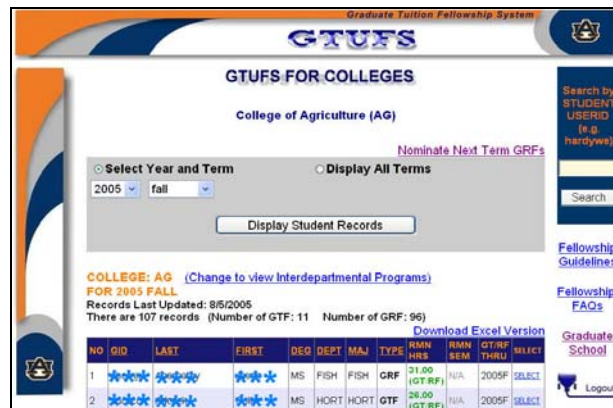 Graduate Tuition Fellowship System
GTUFS
GTUFS FOR COLLEGES
College of Agriculture (AG)
Nominate Next Term GRFs
Select Year and Term
Display All Terms
2005 fall
Display Student Records
COLLEGE: AG (Change to view Interdepartmental Programs)
FOR 2005 FALL
Records Last Updated: 8/5/2005
There are 107 records (Number of GTF: 11 Number of GRF: 96)
Download Excel Version
NO GID LAST FIRST DEG DEPT MAJ TYPE RMN HRS RMN SEM GT/RF THRU SELECT
1 MS FISH FISH GRF 31.00 (GT/RF) N/A 2005F SELECT
2 MS HORT HORT GTF 26.00 (GT/RF) N/A 2005F SELECT
Search by
STUDENT
USERID
(e.g.
hardywe)
Search
Fellowship
Guidelines
Fellowship
FAQs
Graduate
School
Logou